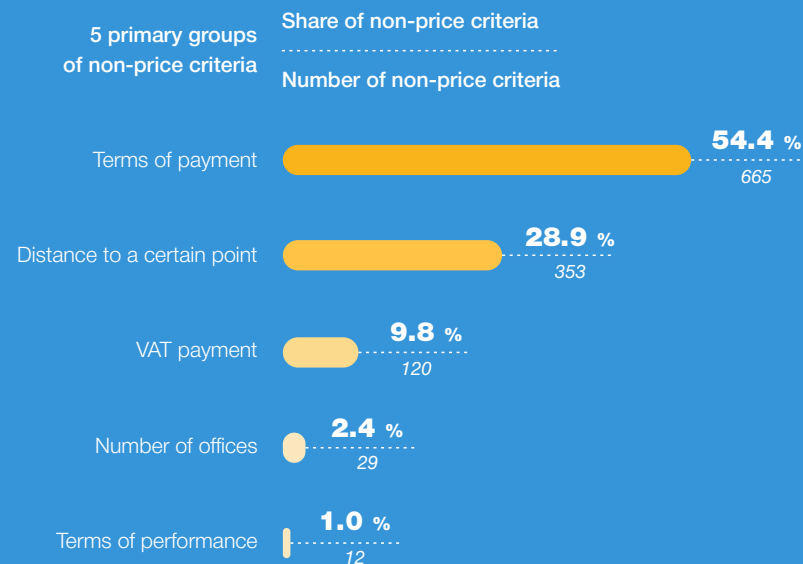 5 primary groups
of non-price criteria
Share of non-price criteria
Number of non-price criteria
Terms of payment
54.4 %
665
Distance to a certain point
28.9 %
353
VAT payment
9.8 %
120
Number of offices
2.4 %
29
Terms of performance
1.0 %
12